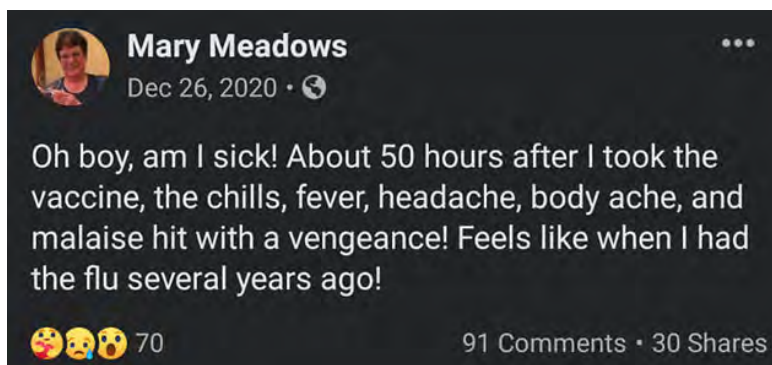 Mary Meadows
Dec 26, 2020 •
Oh boy, am I sick! About 50 hours after I took the
vaccine, the chills, fever, headache, body ache, and
malaise hit with a vengeance! Feels like when I had
the flu several years ago!
70 91 Comments • 30 Shares